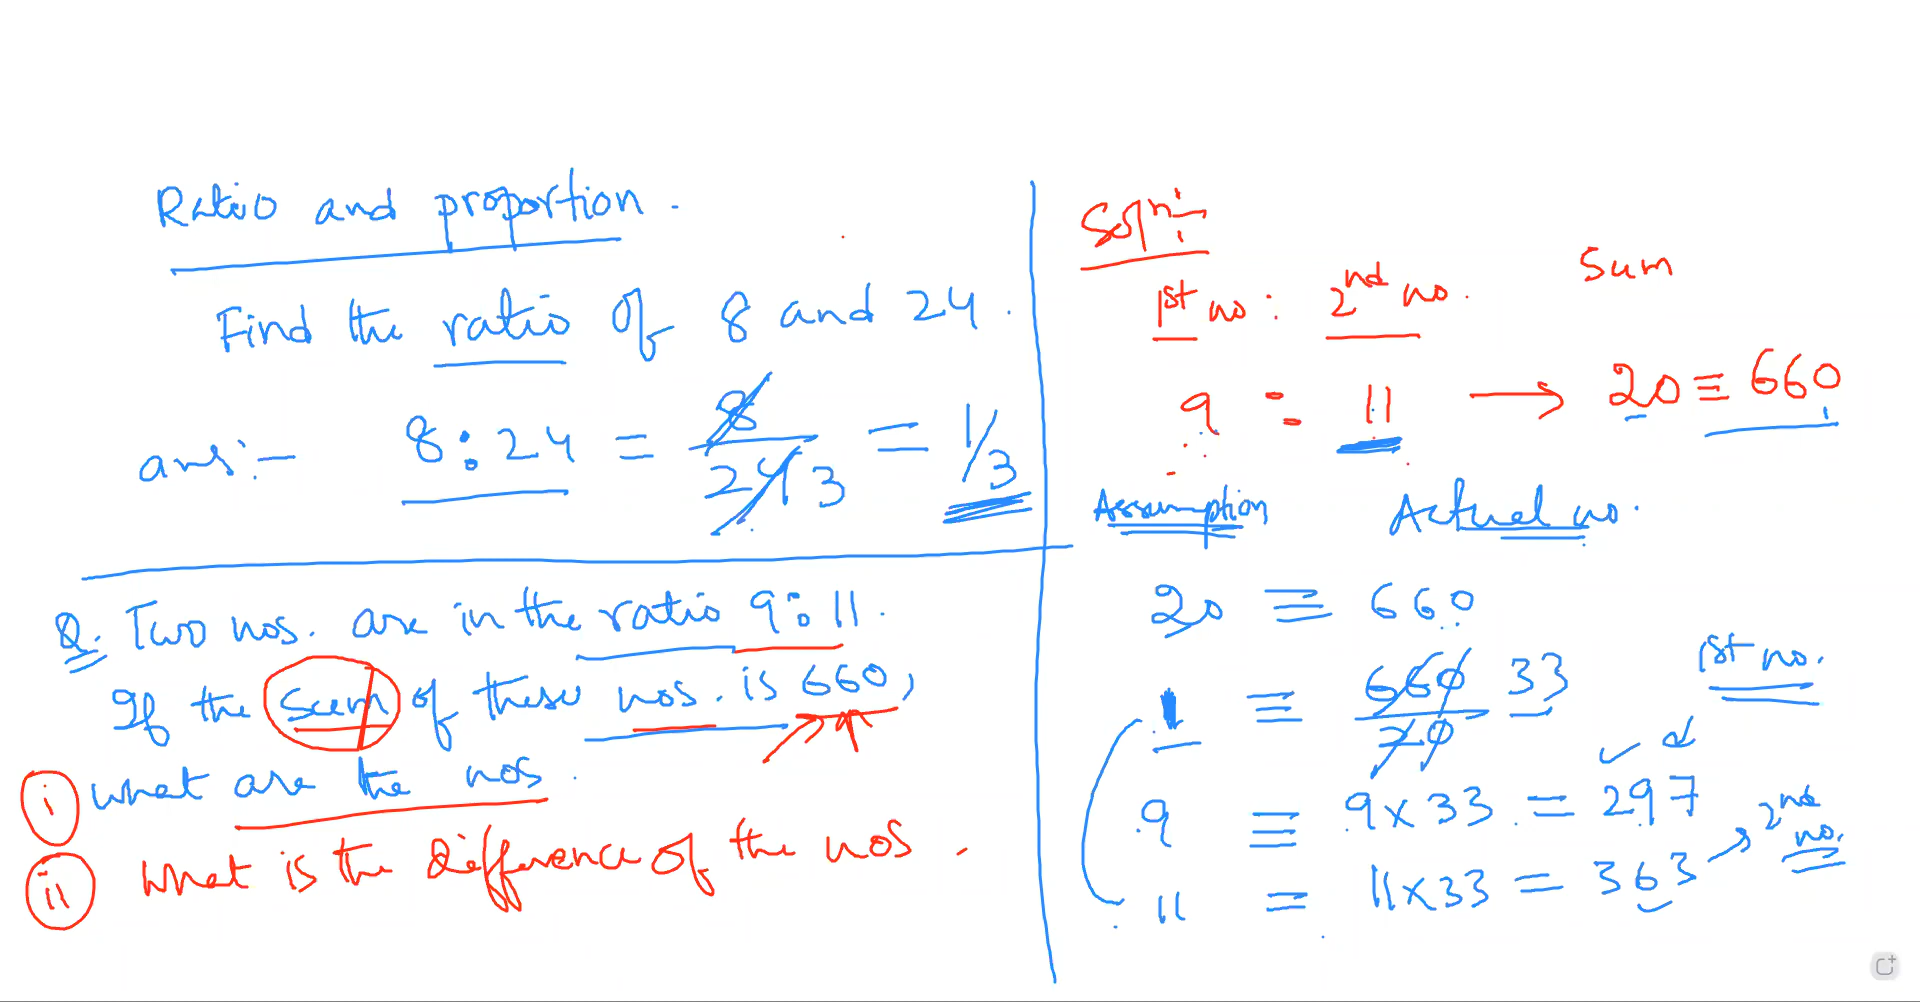 Ratio and proportion.
Find the ratio of 8 and 24.
ans:- 8:24 = 8/24 3 = 1/3
Q. Two nos. are in the ratio 9:11.
If the sum of these nos. is 660,
i what are the nos.
ii What is the difference of the nos.
Sol^n:-
1st no : 2nd no. Sum
9 : 11 → 20 ≡ 660
Assumption Actual no.
20 ≡ 660
1 ≡ 660/20 33 1st no.
9 ≡ 9×33 = 297
11 = 11×33 = 363 → 2nd no.